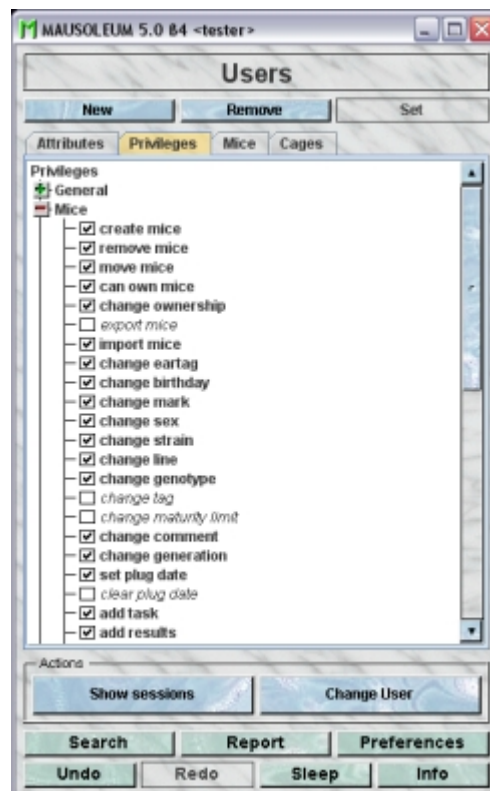 MAUSOLEUM 5.0 ß4 <tester>
Users
New Remove Set
Attributes Privileges Mice Cages
Privileges
General
Mice
create mice
remove mice
move mice
can own mice
change ownership
export mice
import mice
change eartag
change birthday
change mark
change sex
change strain
change line
change genotype
change tag
change maturity limit
change comment
change generation
set plug date
clear plug date
add task
add results
Actions
Show sessions Change User
Search Report Preferences
Undo Redo Sleep Info